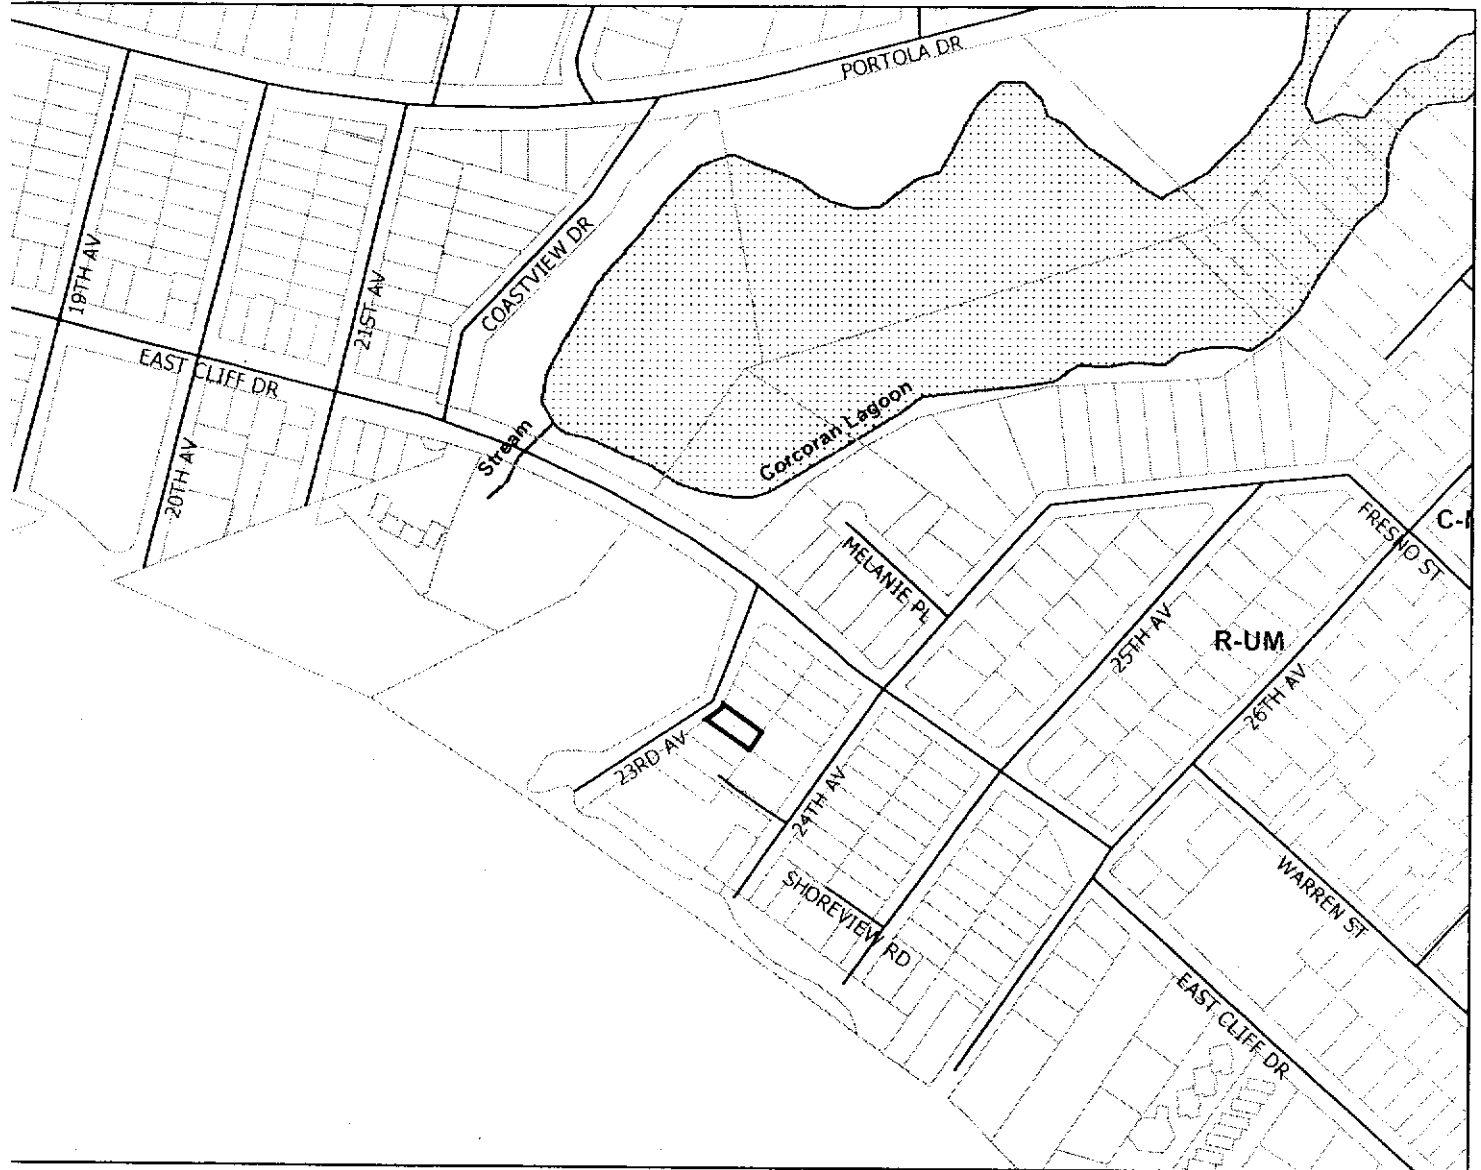 PORTOLA DR
19TH AV
COASTVIEW DR
21ST AV
EAST CLIFF DR
Corcoran Lagoon
Stream
20TH AV
FRESNO ST
MELANIE PL
25TH AV
R-UM
26TH AV
23RD AV
24TH AV
WARREN ST
SHOREVIEW RD
EAST CLIFF DR